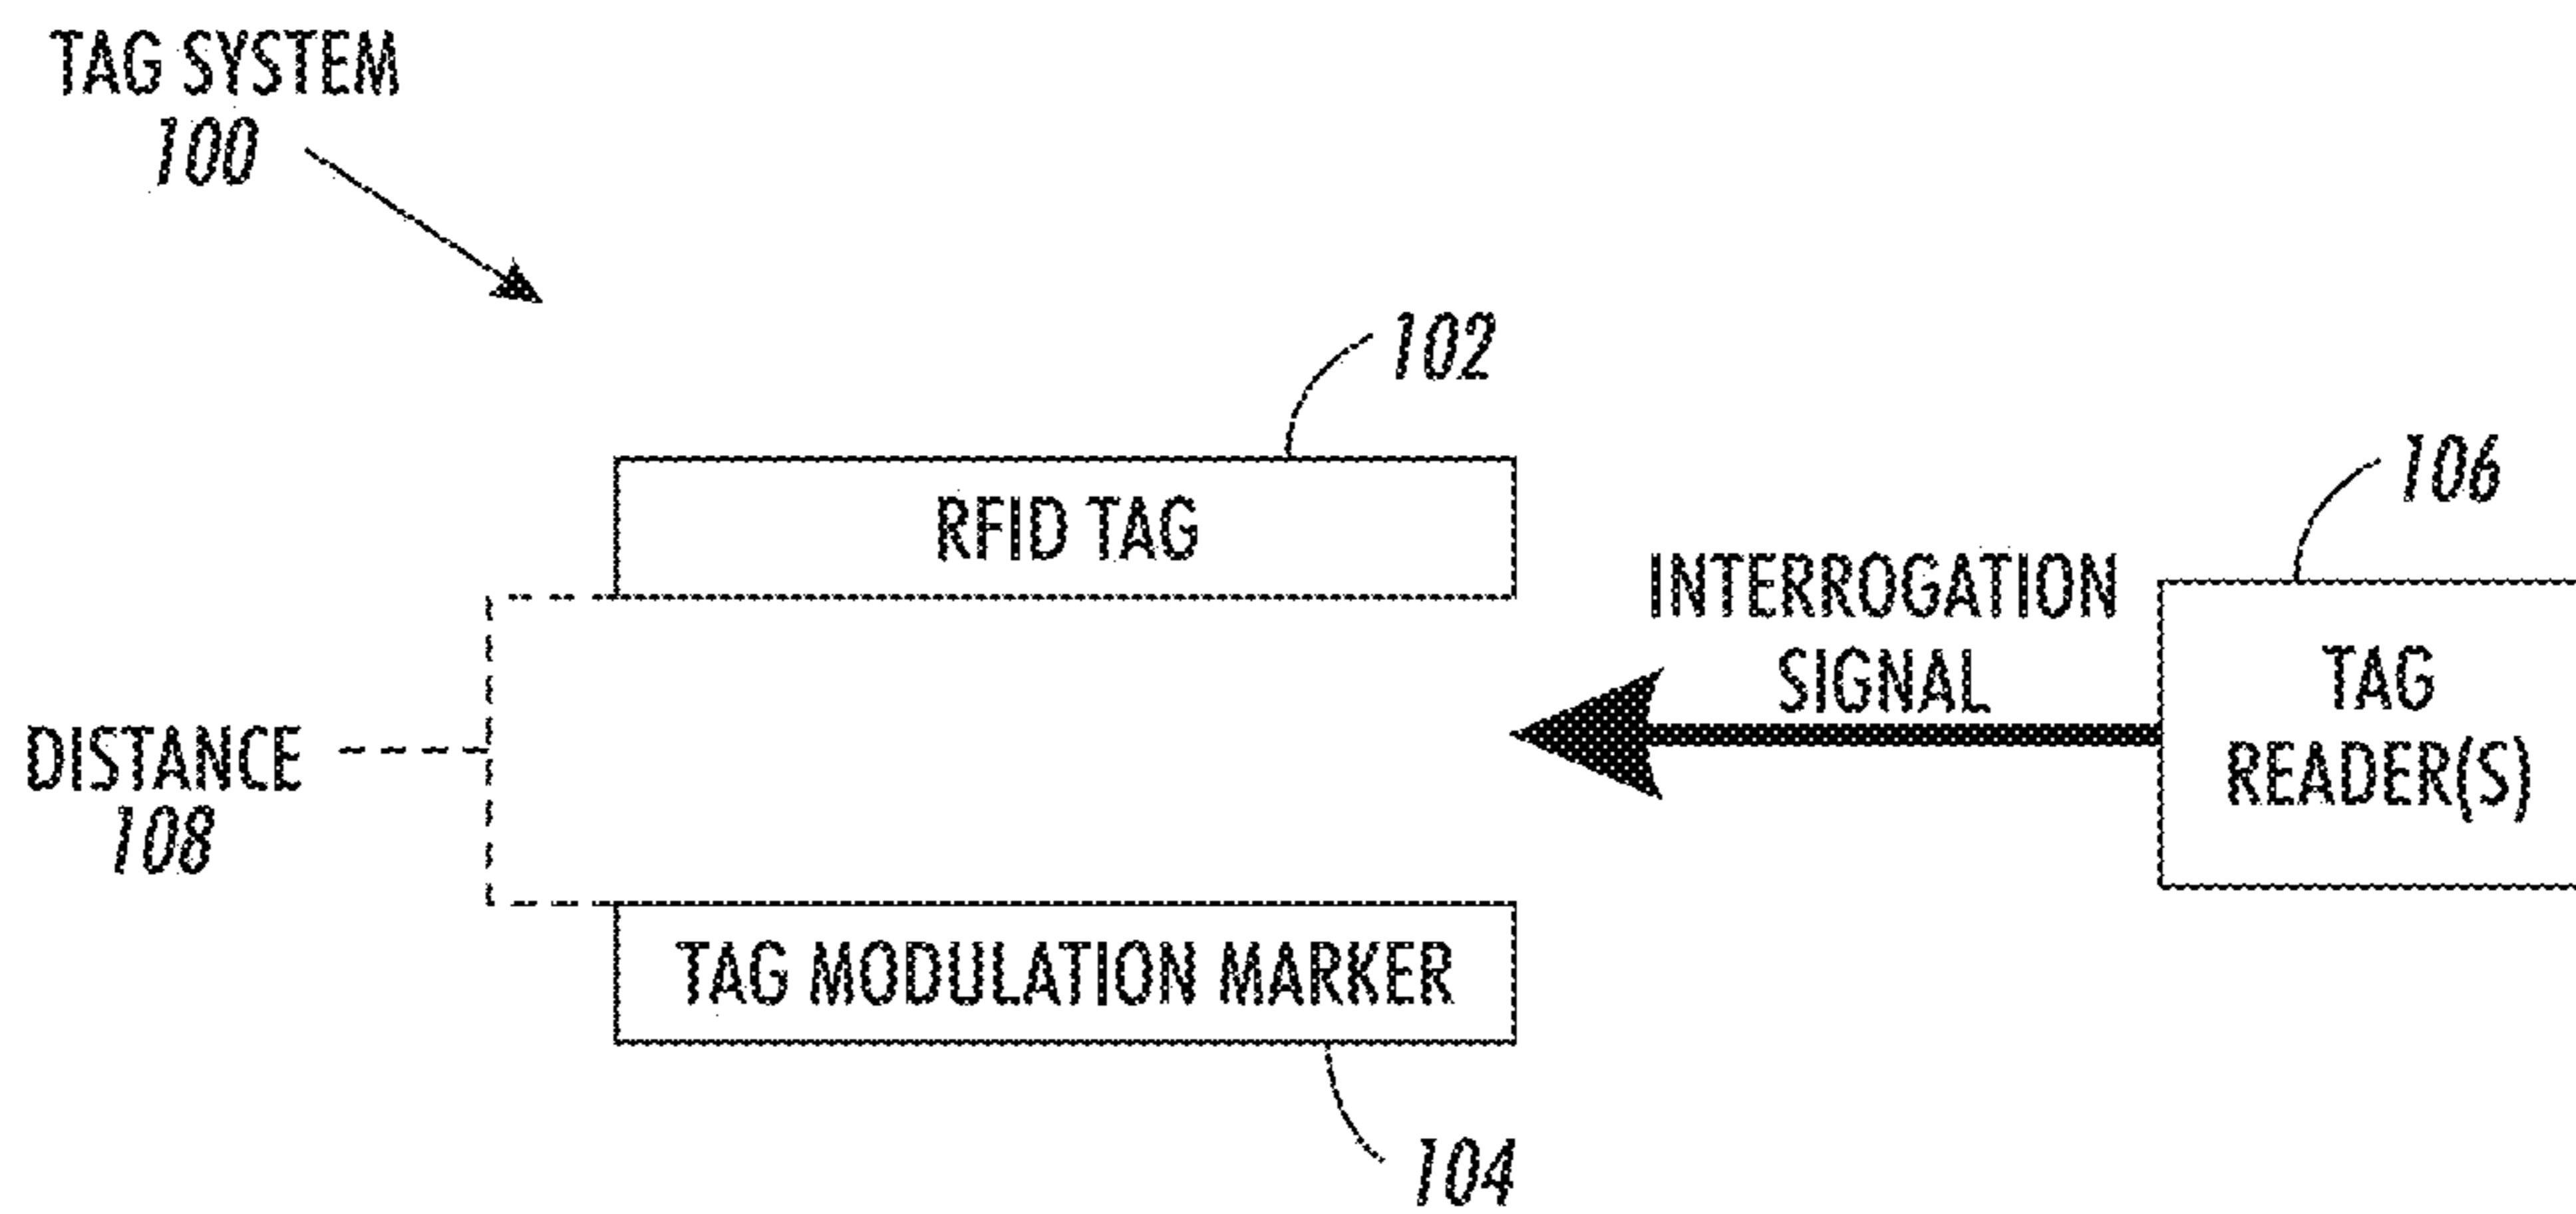 TAG SYSTEM
100
102
RFID TAG
106
INTERROGATION
SIGNAL
TAG
READER(S)
DISTANCE
108
TAG MODULATION MARKER
104